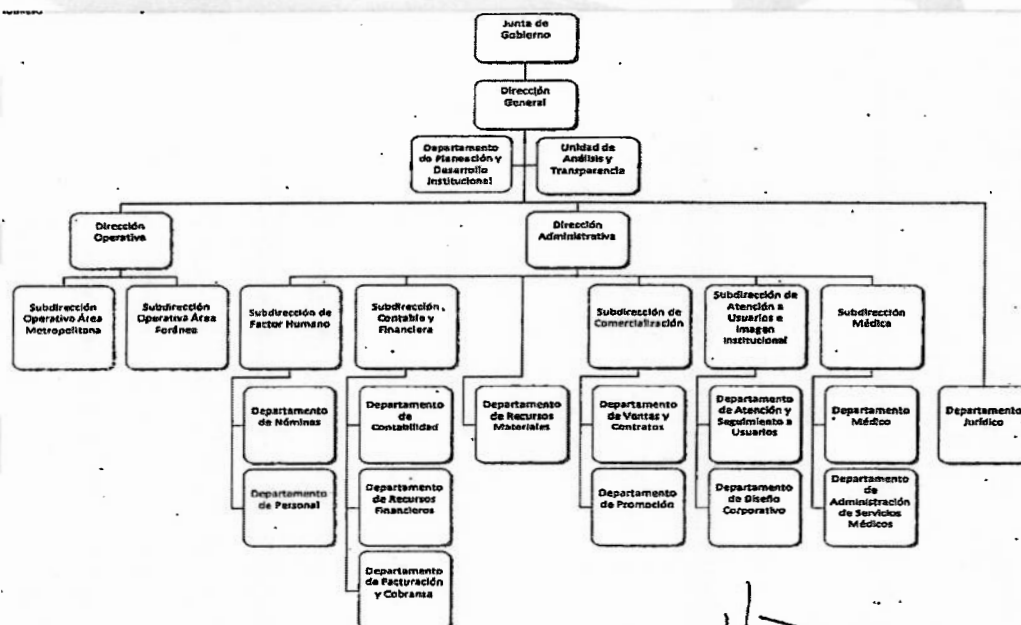 Junta de
Gobierno
Dirección
General
Departamento
de Planeación y
Desarrollo
Institucional
Unidad de
Análisis y
Transparencia
Dirección
Operativa
Dirección
Administrativa
Subdirección
Operativo Área
Metropolitana
Subdirección
Operativa Área
Foránea
Subdirección de
Factor Humano
Subdirección
Contable y
Financiera
Subdirección de
Comercialización
Subdirección de
Atención a
Usuarios e
Imagen
Institucional
Subdirección
Médica
Departamento
de Nóminas
Departamento
de
Contabilidad
Departamento
de Recursos
Materiales
Departamento
de Ventas y
Contratos
Departamento
de Atención y
Seguimiento a
Usuarios
Departamento
Médico
Departamento
Jurídico
Departamento
de Personal
Departamento
de Recursos
Financieros
Departamento
de Promoción
Departamento
de Diseño
Corporativo
Departamento
de
Administración
de Servicios
Médicos
Departamento
de Facturación
y Cobranza